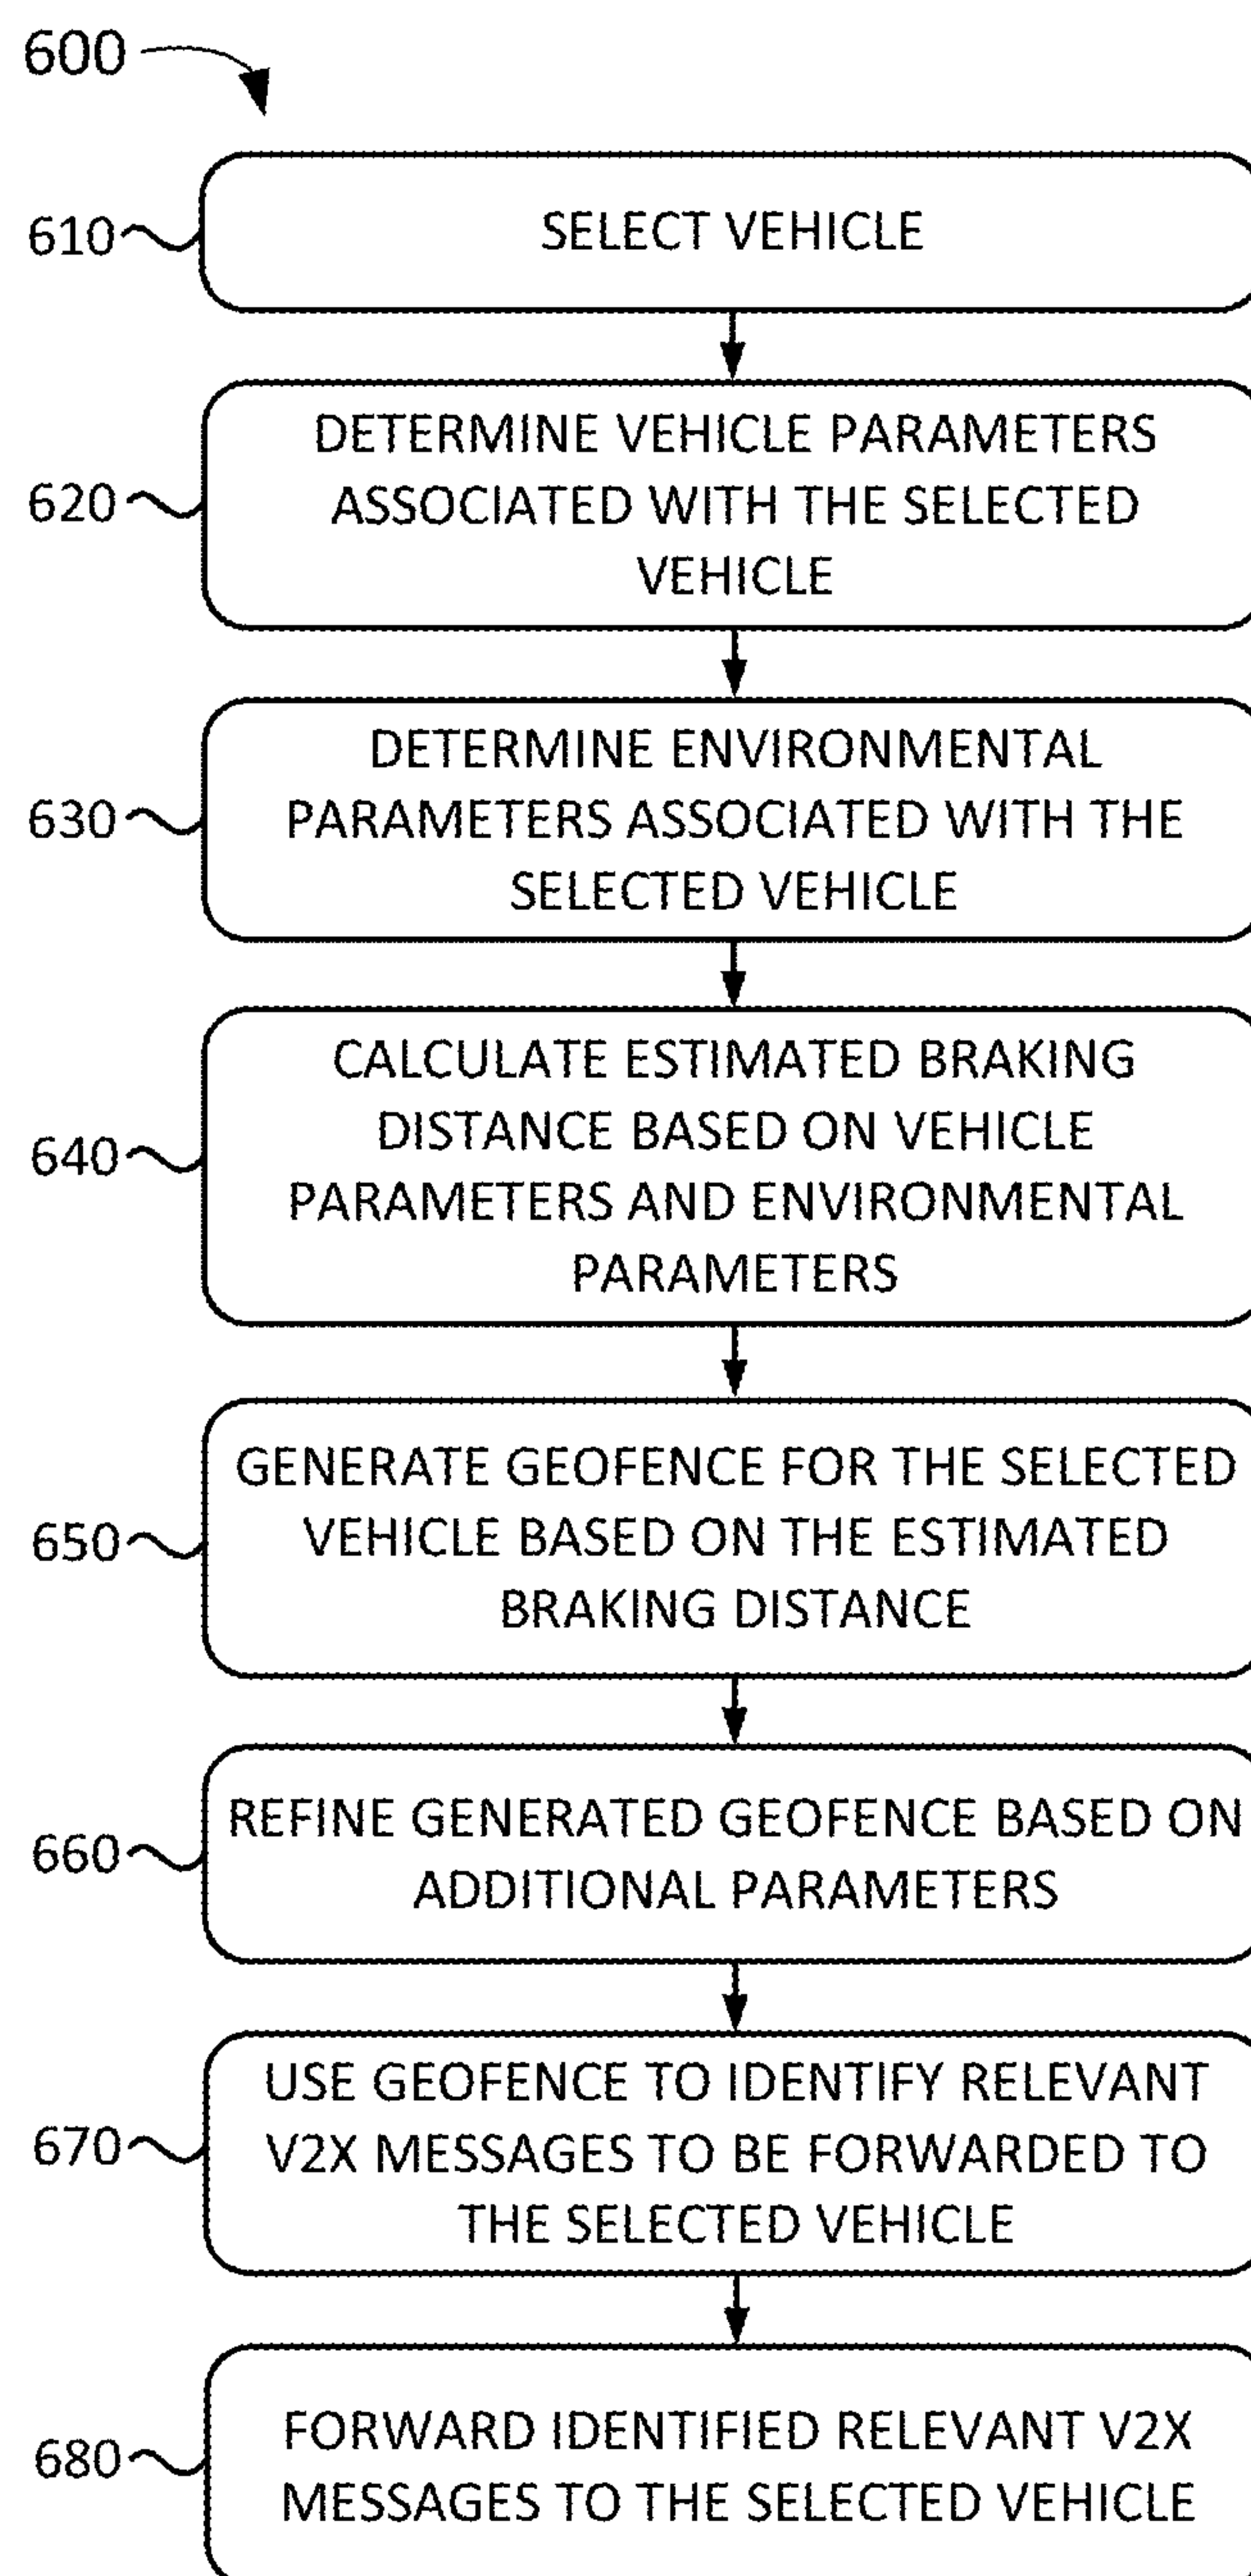 600
610
SELECT VEHICLE
620
DETERMINE VEHICLE PARAMETERS
ASSOCIATED WITH THE SELECTED
VEHICLE
630
DETERMINE ENVIRONMENTAL
PARAMETERS ASSOCIATED WITH THE
SELECTED VEHICLE
640
CALCULATE ESTIMATED BRAKING
DISTANCE BASED ON VEHICLE
PARAMETERS AND ENVIRONMENTAL
PARAMETERS
650
GENERATE GEOFENCE FOR THE SELECTED
VEHICLE BASED ON THE ESTIMATED
BRAKING DISTANCE
660
REFINE GENERATED GEOFENCE BASED ON
ADDITIONAL PARAMETERS
670
USE GEOFENCE TO IDENTIFY RELEVANT
V2X MESSAGES TO BE FORWARDED TO
THE SELECTED VEHICLE
680
FORWARD IDENTIFIED RELEVANT V2X
MESSAGES TO THE SELECTED VEHICLE